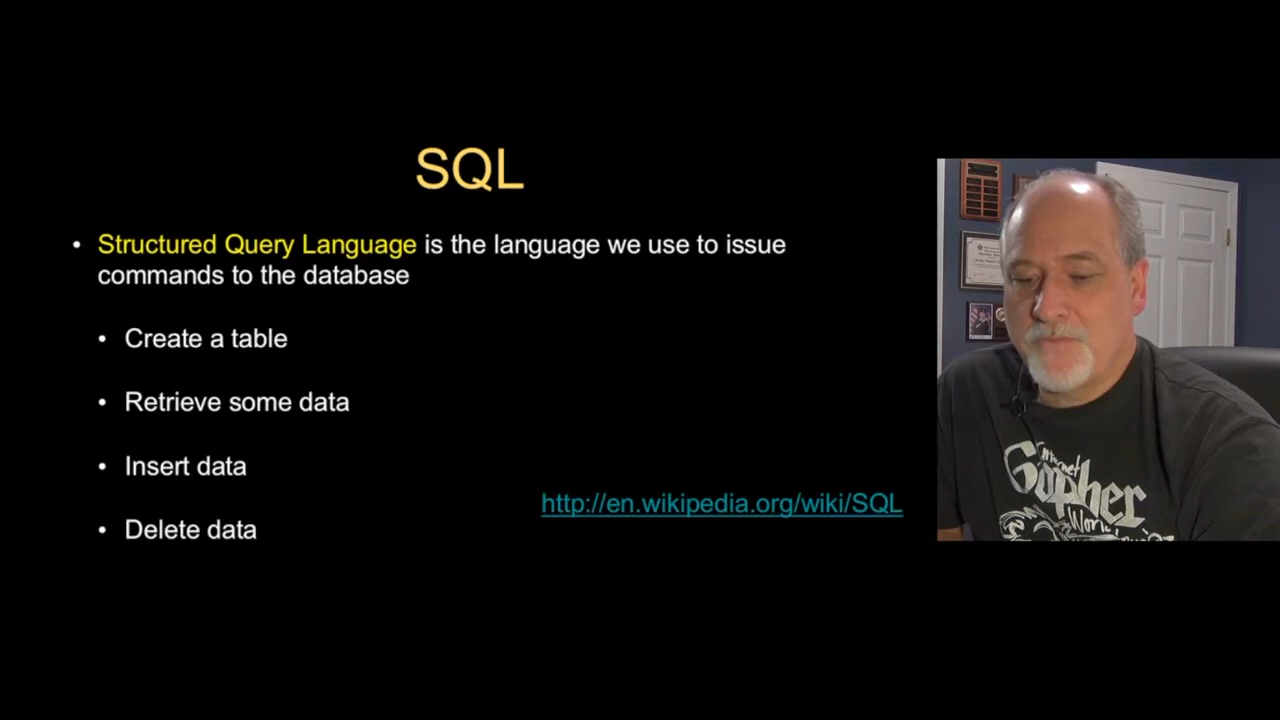 SQL
• Structured Query Language is the language we use to issue
commands to the database
• Create a table
• Retrieve some data
• Insert data
• Delete data
http://en.wikipedia.org/wiki/SQL
Internet
Gopher